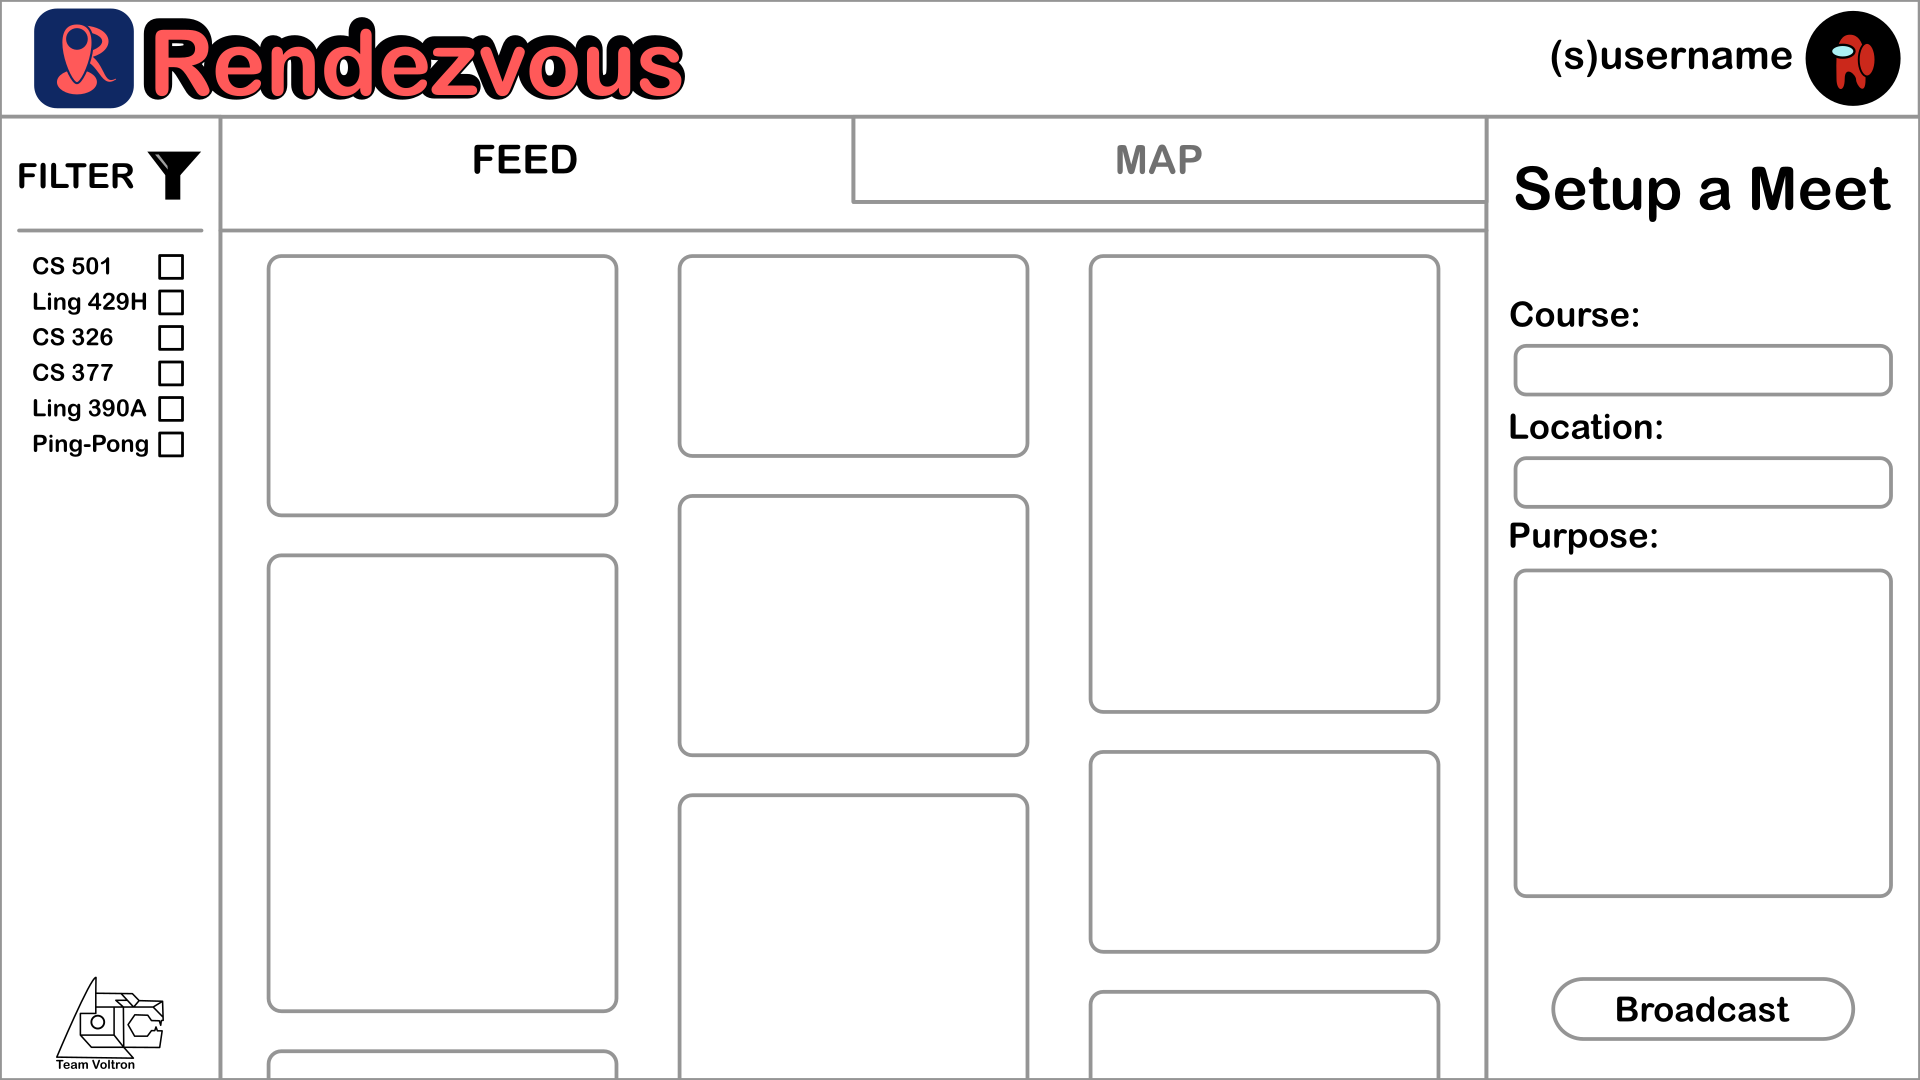 Rendezvous
(s)username
FILTER
CS 501
Ling 429H
CS 326
CS 377
Ling 390A
Ping-Pong
Team Voltron
FEED
MAP
Setup a Meet
Course:
Location:
Purpose:
Broadcast